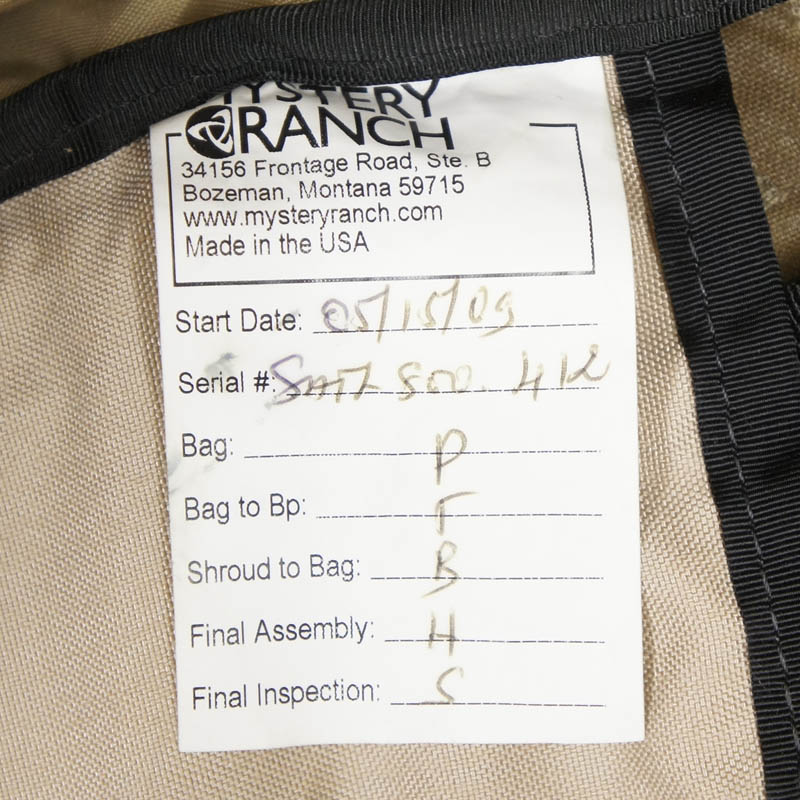 MYSTERY
RANCH
34156 Frontage Road, Ste. B
Bozeman, Montana 59715
www.mysteryranch.com
Made in the USA
Start Date: 05/15/09
Serial #: 412
Bag: P
Bag to Bp: T
Shroud to Bag: B
Final Assembly: H
Final Inspection: S